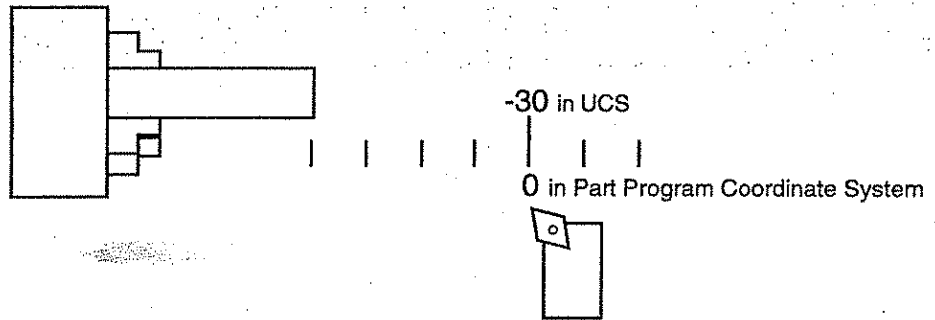 -30 in UCS
0 in Part Program Coordinate System